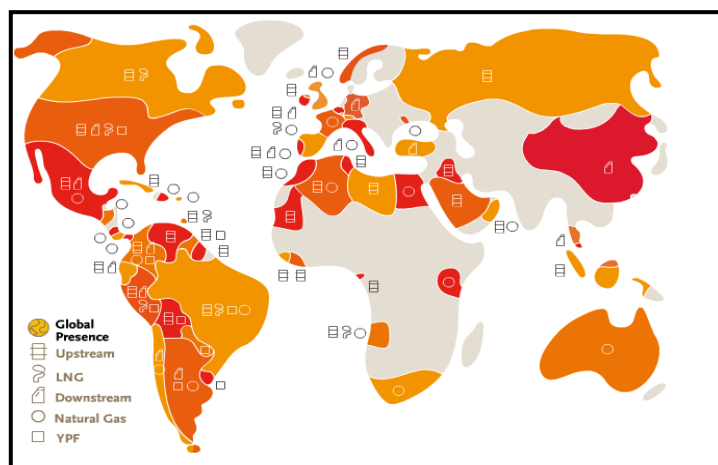 Global
Presence
Upstream
LNG
Downstream
Natural Gas
YPF